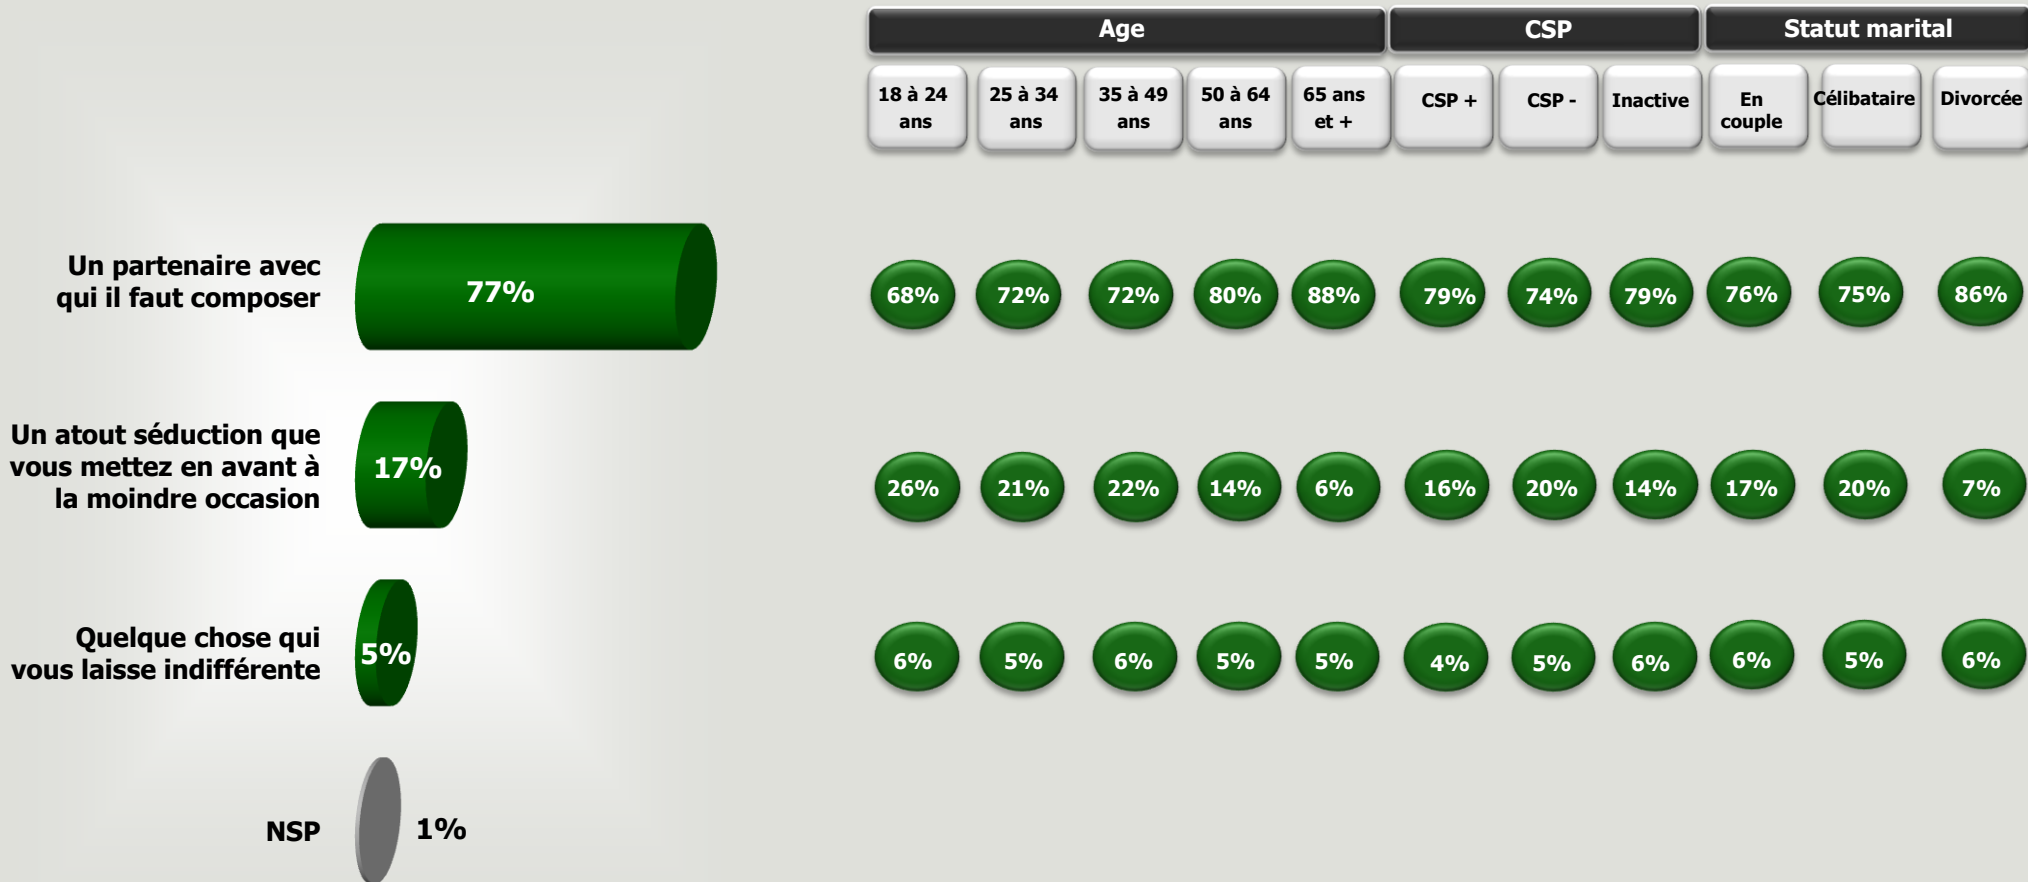 Age
CSP
Statut marital
18 à 24
ans
25 à 34
ans
35 à 49
ans
50 à 64
ans
65 ans
et +
CSP +
CSP -
Inactive
En
couple
Célibataire
Divorcée
Un partenaire avec
qui il faut composer
77%
68% 72% 72% 80% 88% 79% 74% 79% 76% 75% 86%
Un atout séduction que
vous mettez en avant à
la moindre occasion
17%
26% 21% 22% 14% 6% 16% 20% 14% 17% 20% 7%
Quelque chose qui
vous laisse indifférente
5%
6% 5% 6% 5% 5% 4% 5% 6% 6% 5% 6%
NSP
1%